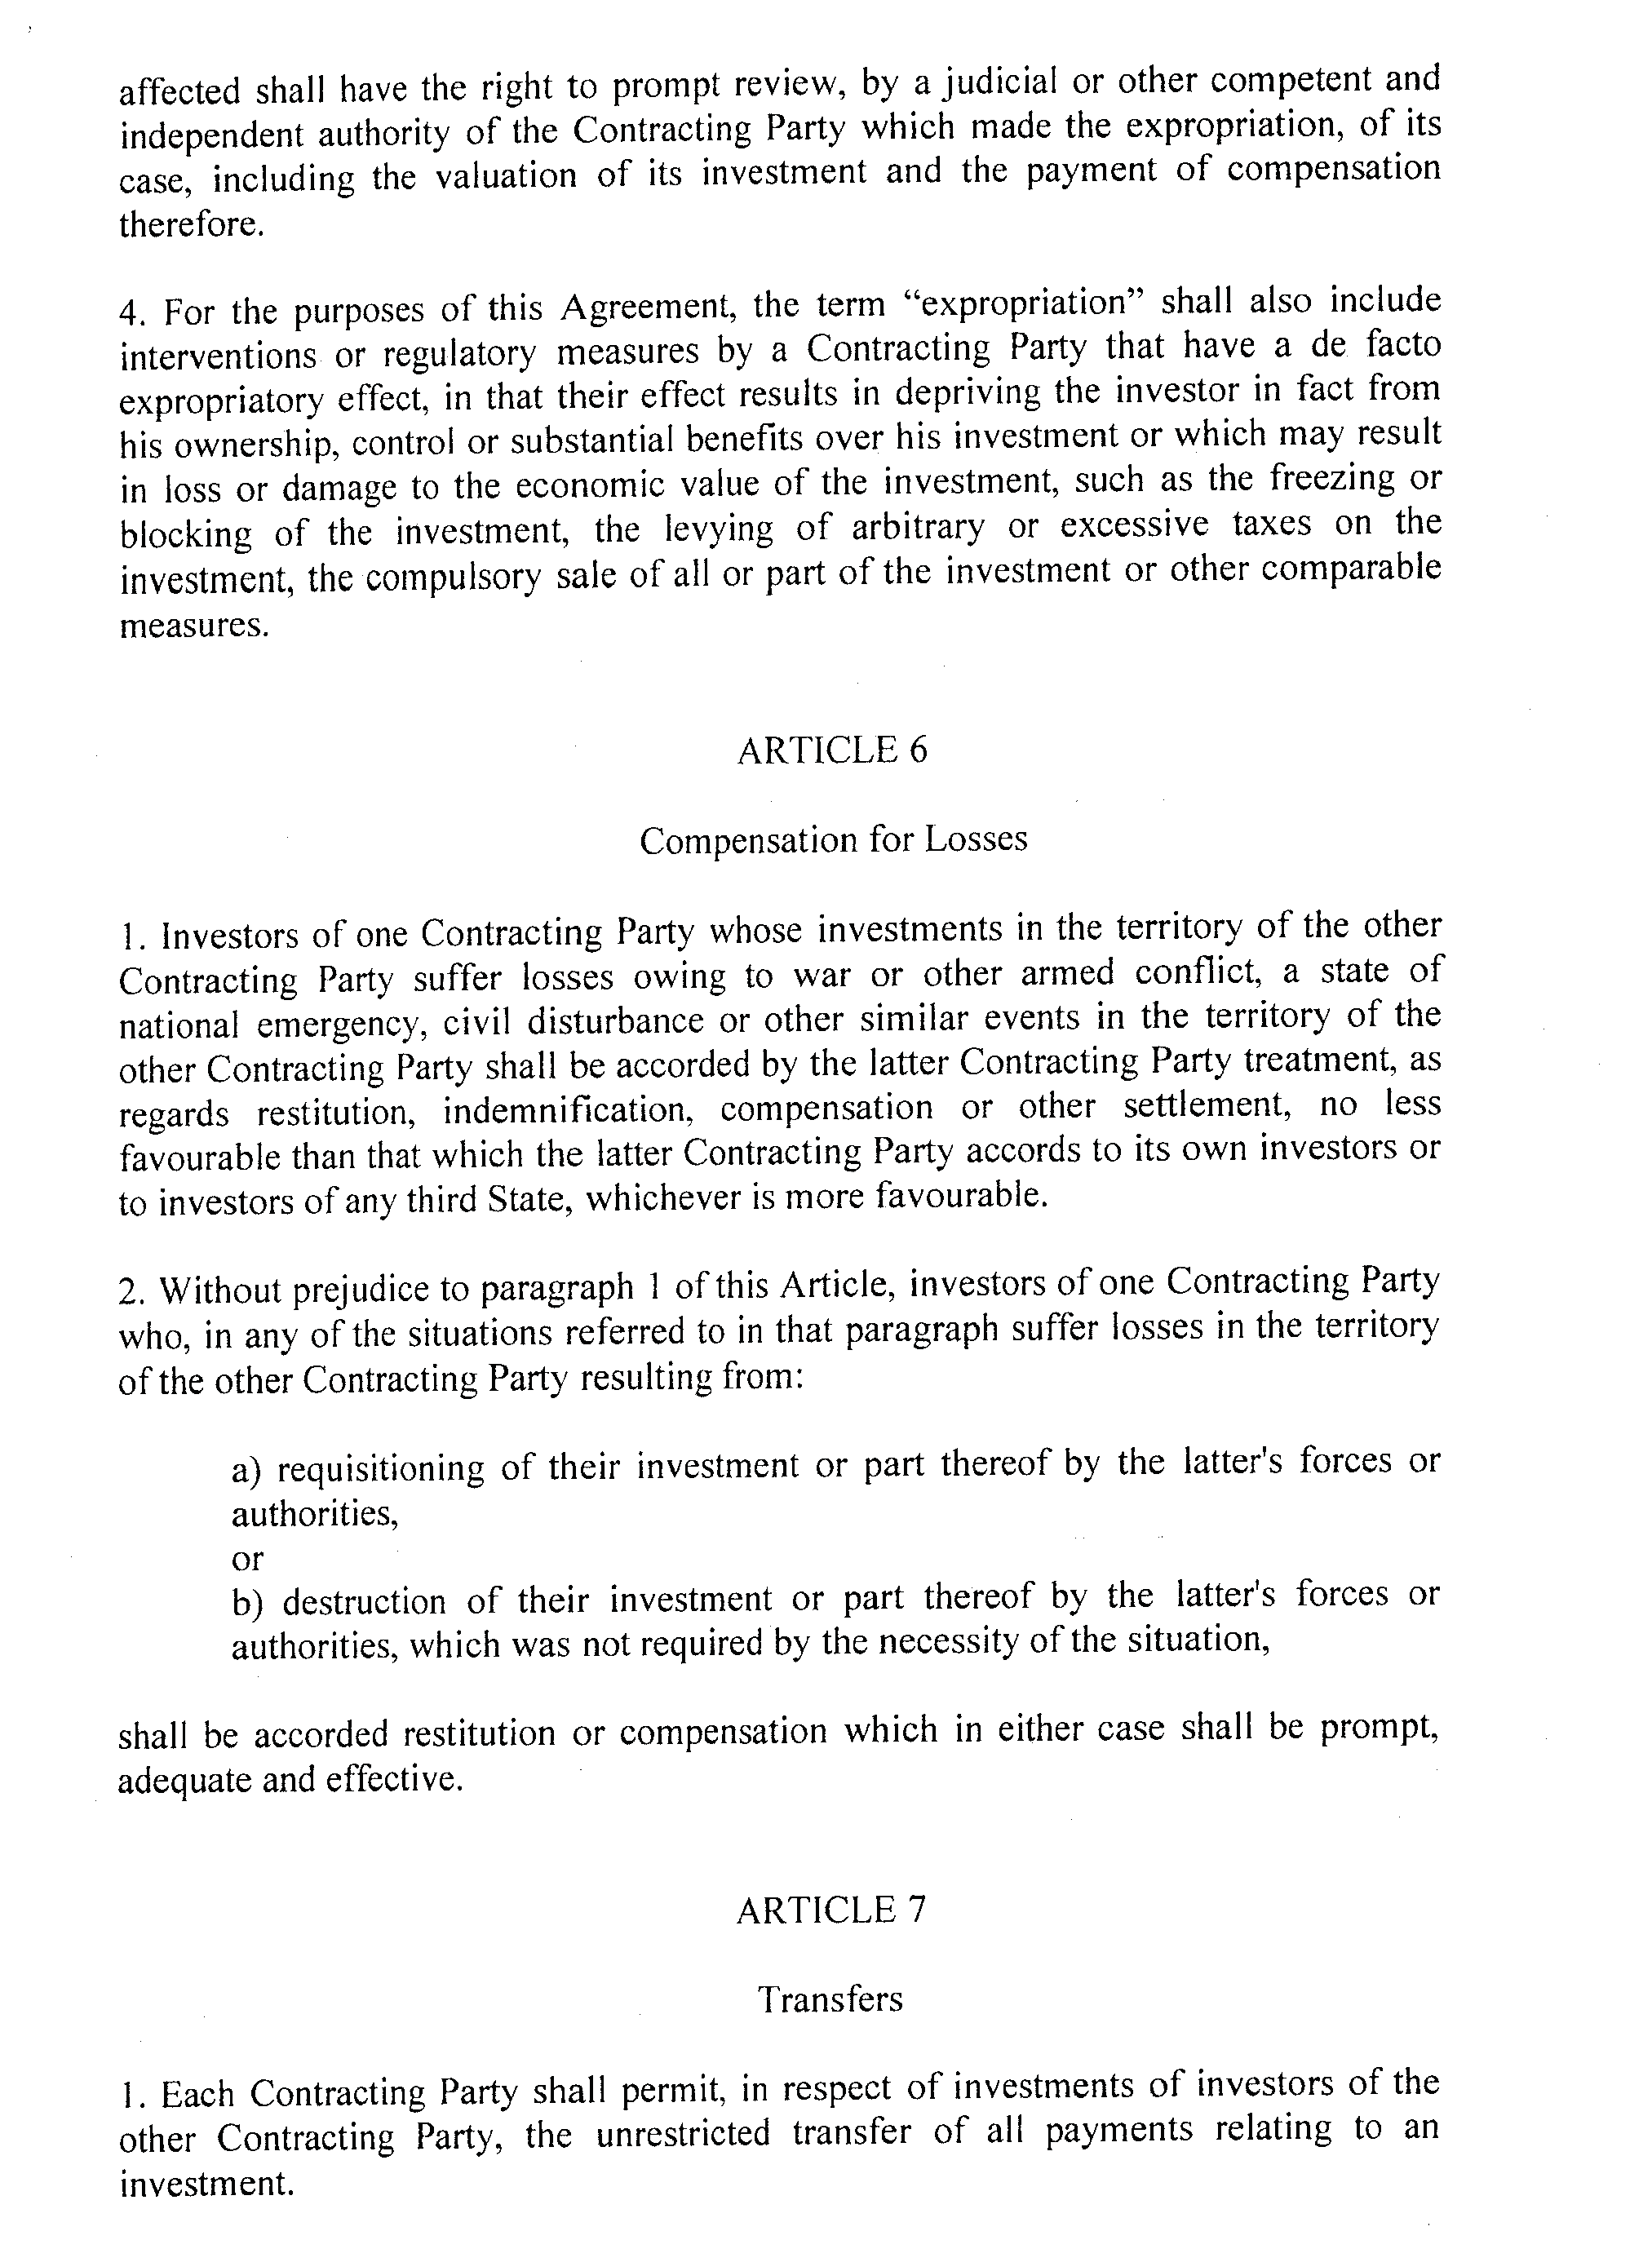 affected shall have the right to prompt review, by a judicial or other competent and
independent authority of the Contracting Party which made the expropriation, of its
case, including the valuation of its investment and the payment of compensation
therefore.
4. For the purposes of this Agreement, the term “expropriation” shall also include
interventions or regulatory measures by a Contracting Party that have a de facto
expropriatory effect, in that their effect results in depriving the investor in fact from
his ownership, control or substantial benefits over his investment or which may result
in loss or damage to the economic value of the investment, such as the freezing or
blocking of the investment, the levying of arbitrary or excessive taxes on the
investment, the compulsory sale of all or part of the investment or other comparable
measures.
ARTICLE 6
Compensation for Losses
1. Investors of one Contracting Party whose investments in the territory of the other
Contracting Party suffer losses owing to war or other armed conflict, a state of
national emergency, civil disturbance or other similar events in the territory of the
other Contracting Party shall be accorded by the latter Contracting Party treatment, as
regards restitution, indemnification, compensation or other settlement, no less
favourable than that which the latter Contracting Party accords to its own investors or
to investors of any third State, whichever is more favourable.
2. Without prejudice to paragraph 1 of this Article, investors of one Contracting Party
who, in any of the situations referred to in that paragraph suffer losses in the territory
of the other Contracting Party resulting from:
a) requisitioning of their investment or part thereof by the latter's forces or
authorities,
or
b) destruction of their investment or part thereof by the latter's forces or
authorities, which was not required by the necessity of the situation,
shall be accorded restitution or compensation which in either case shall be prompt,
adequate and effective.
ARTICLE 7
Transfers
1. Each Contracting Party shall permit, in respect of investments of investors of the
other Contracting Party, the unrestricted transfer of all payments relating to an
investment.